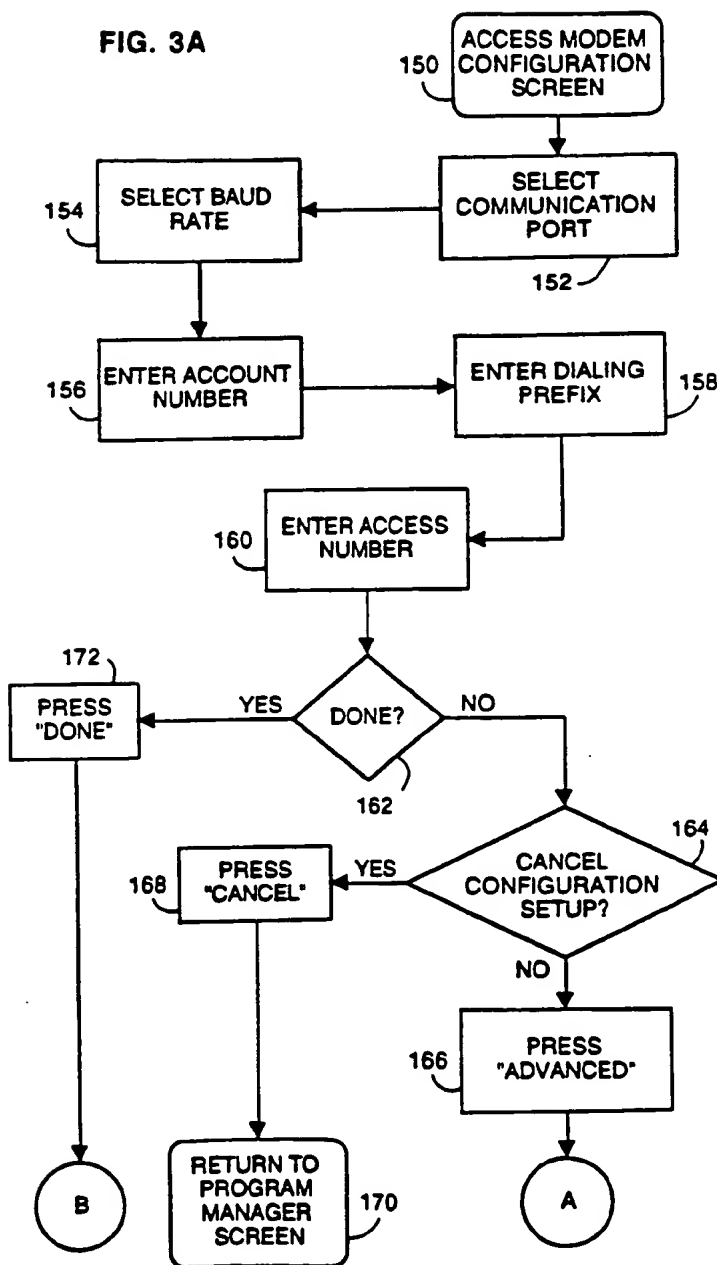 FIG. 3A
ACCESS MODEM
CONFIGURATION
SCREEN
150
SELECT
COMMUNICATION
PORT
152
SELECT BAUD
RATE
154
ENTER ACCOUNT
NUMBER
156
ENTER DIALING
PREFIX
158
ENTER ACCESS
NUMBER
160
DONE?
162
YES
NO
172
PRESS
"DONE"
CANCEL
CONFIGURATION
SETUP?
164
YES
NO
PRESS
"CANCEL"
168
PRESS
"ADVANCED"
166
B
RETURN TO
PROGRAM
MANAGER
SCREEN
170
A